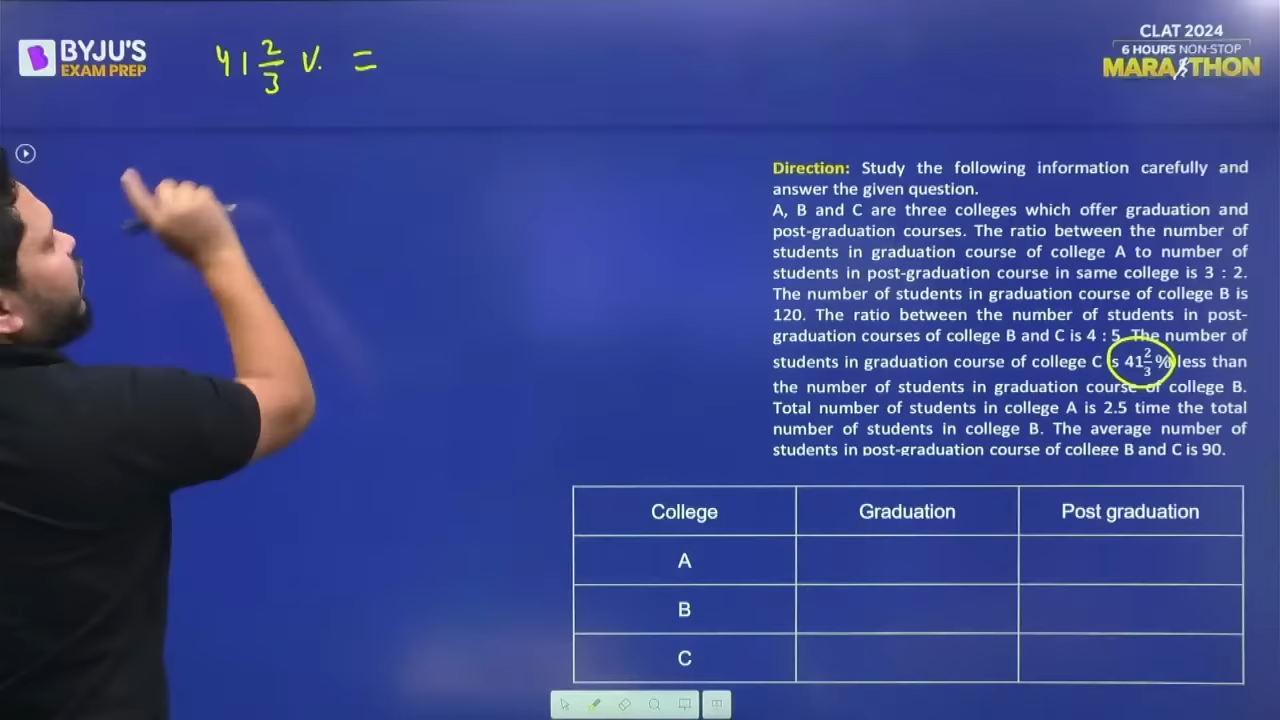 BYJU'S
EXAM PREP
41 2/3 %. =
CLAT 2024
6 HOURS NON-STOP
MARATHON
Direction: Study the following information carefully and
answer the given question.
A, B and C are three colleges which offer graduation and
post-graduation courses. The ratio between the number of
students in graduation course of college A to number of
students in post-graduation course in same college is 3 : 2.
The number of students in graduation course of college B is
120. The ratio between the number of students in post-
graduation courses of college B and C is 4 : 5. The number of
students in graduation course of college C is 41 2/3 % less than
the number of students in graduation course of college B.
Total number of students in college A is 2.5 time the total
number of students in college B. The average number of
students in post-graduation course of college B and C is 90.
College Graduation Post graduation
A
B
C